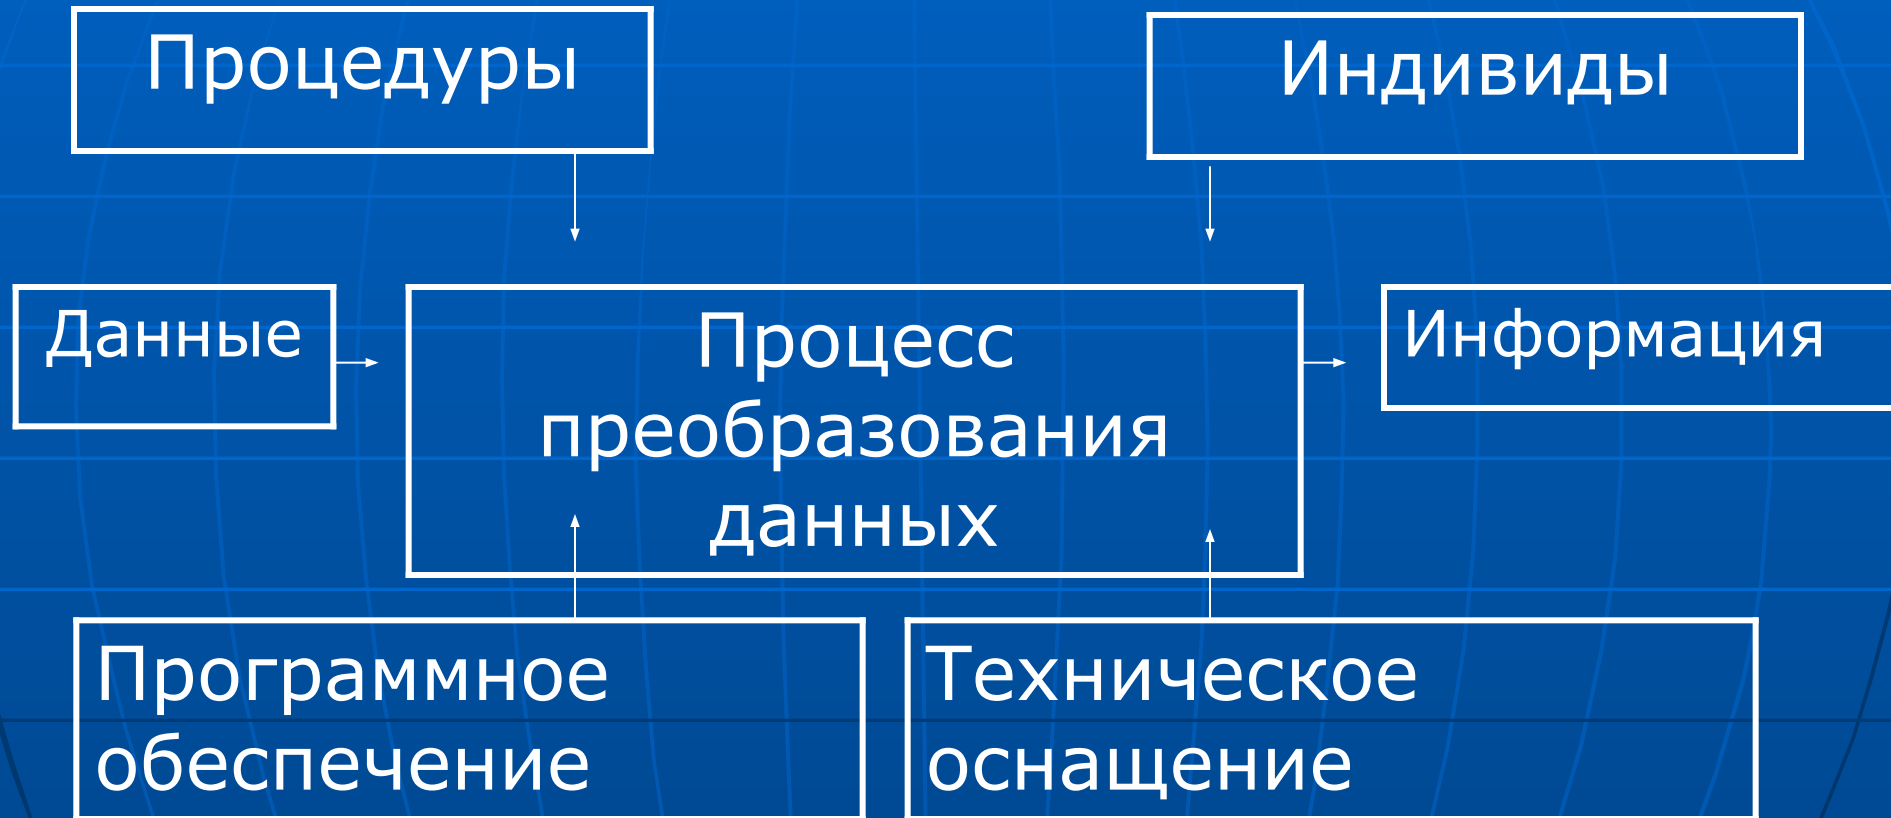 Процедуры
Индивиды
Данные
Процесс
преобразования
данных
Информация
Программное
обеспечение
Техническое
оснащение